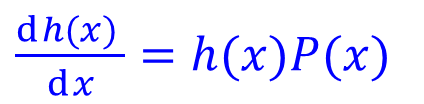 dh(x)/dx = h(x)P(x)